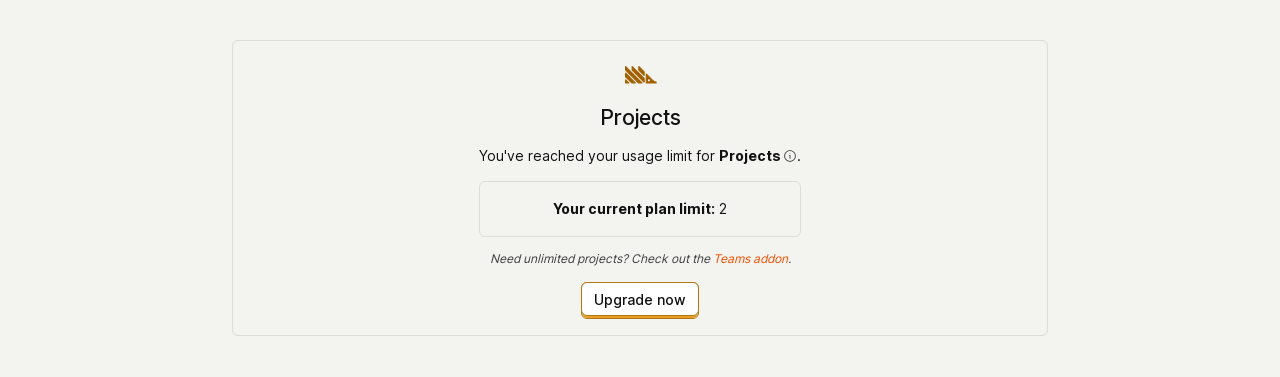 Projects
You've reached your usage limit for Projects.
Your current plan limit: 2
Need unlimited projects? Check out the Teams addon.
Upgrade now